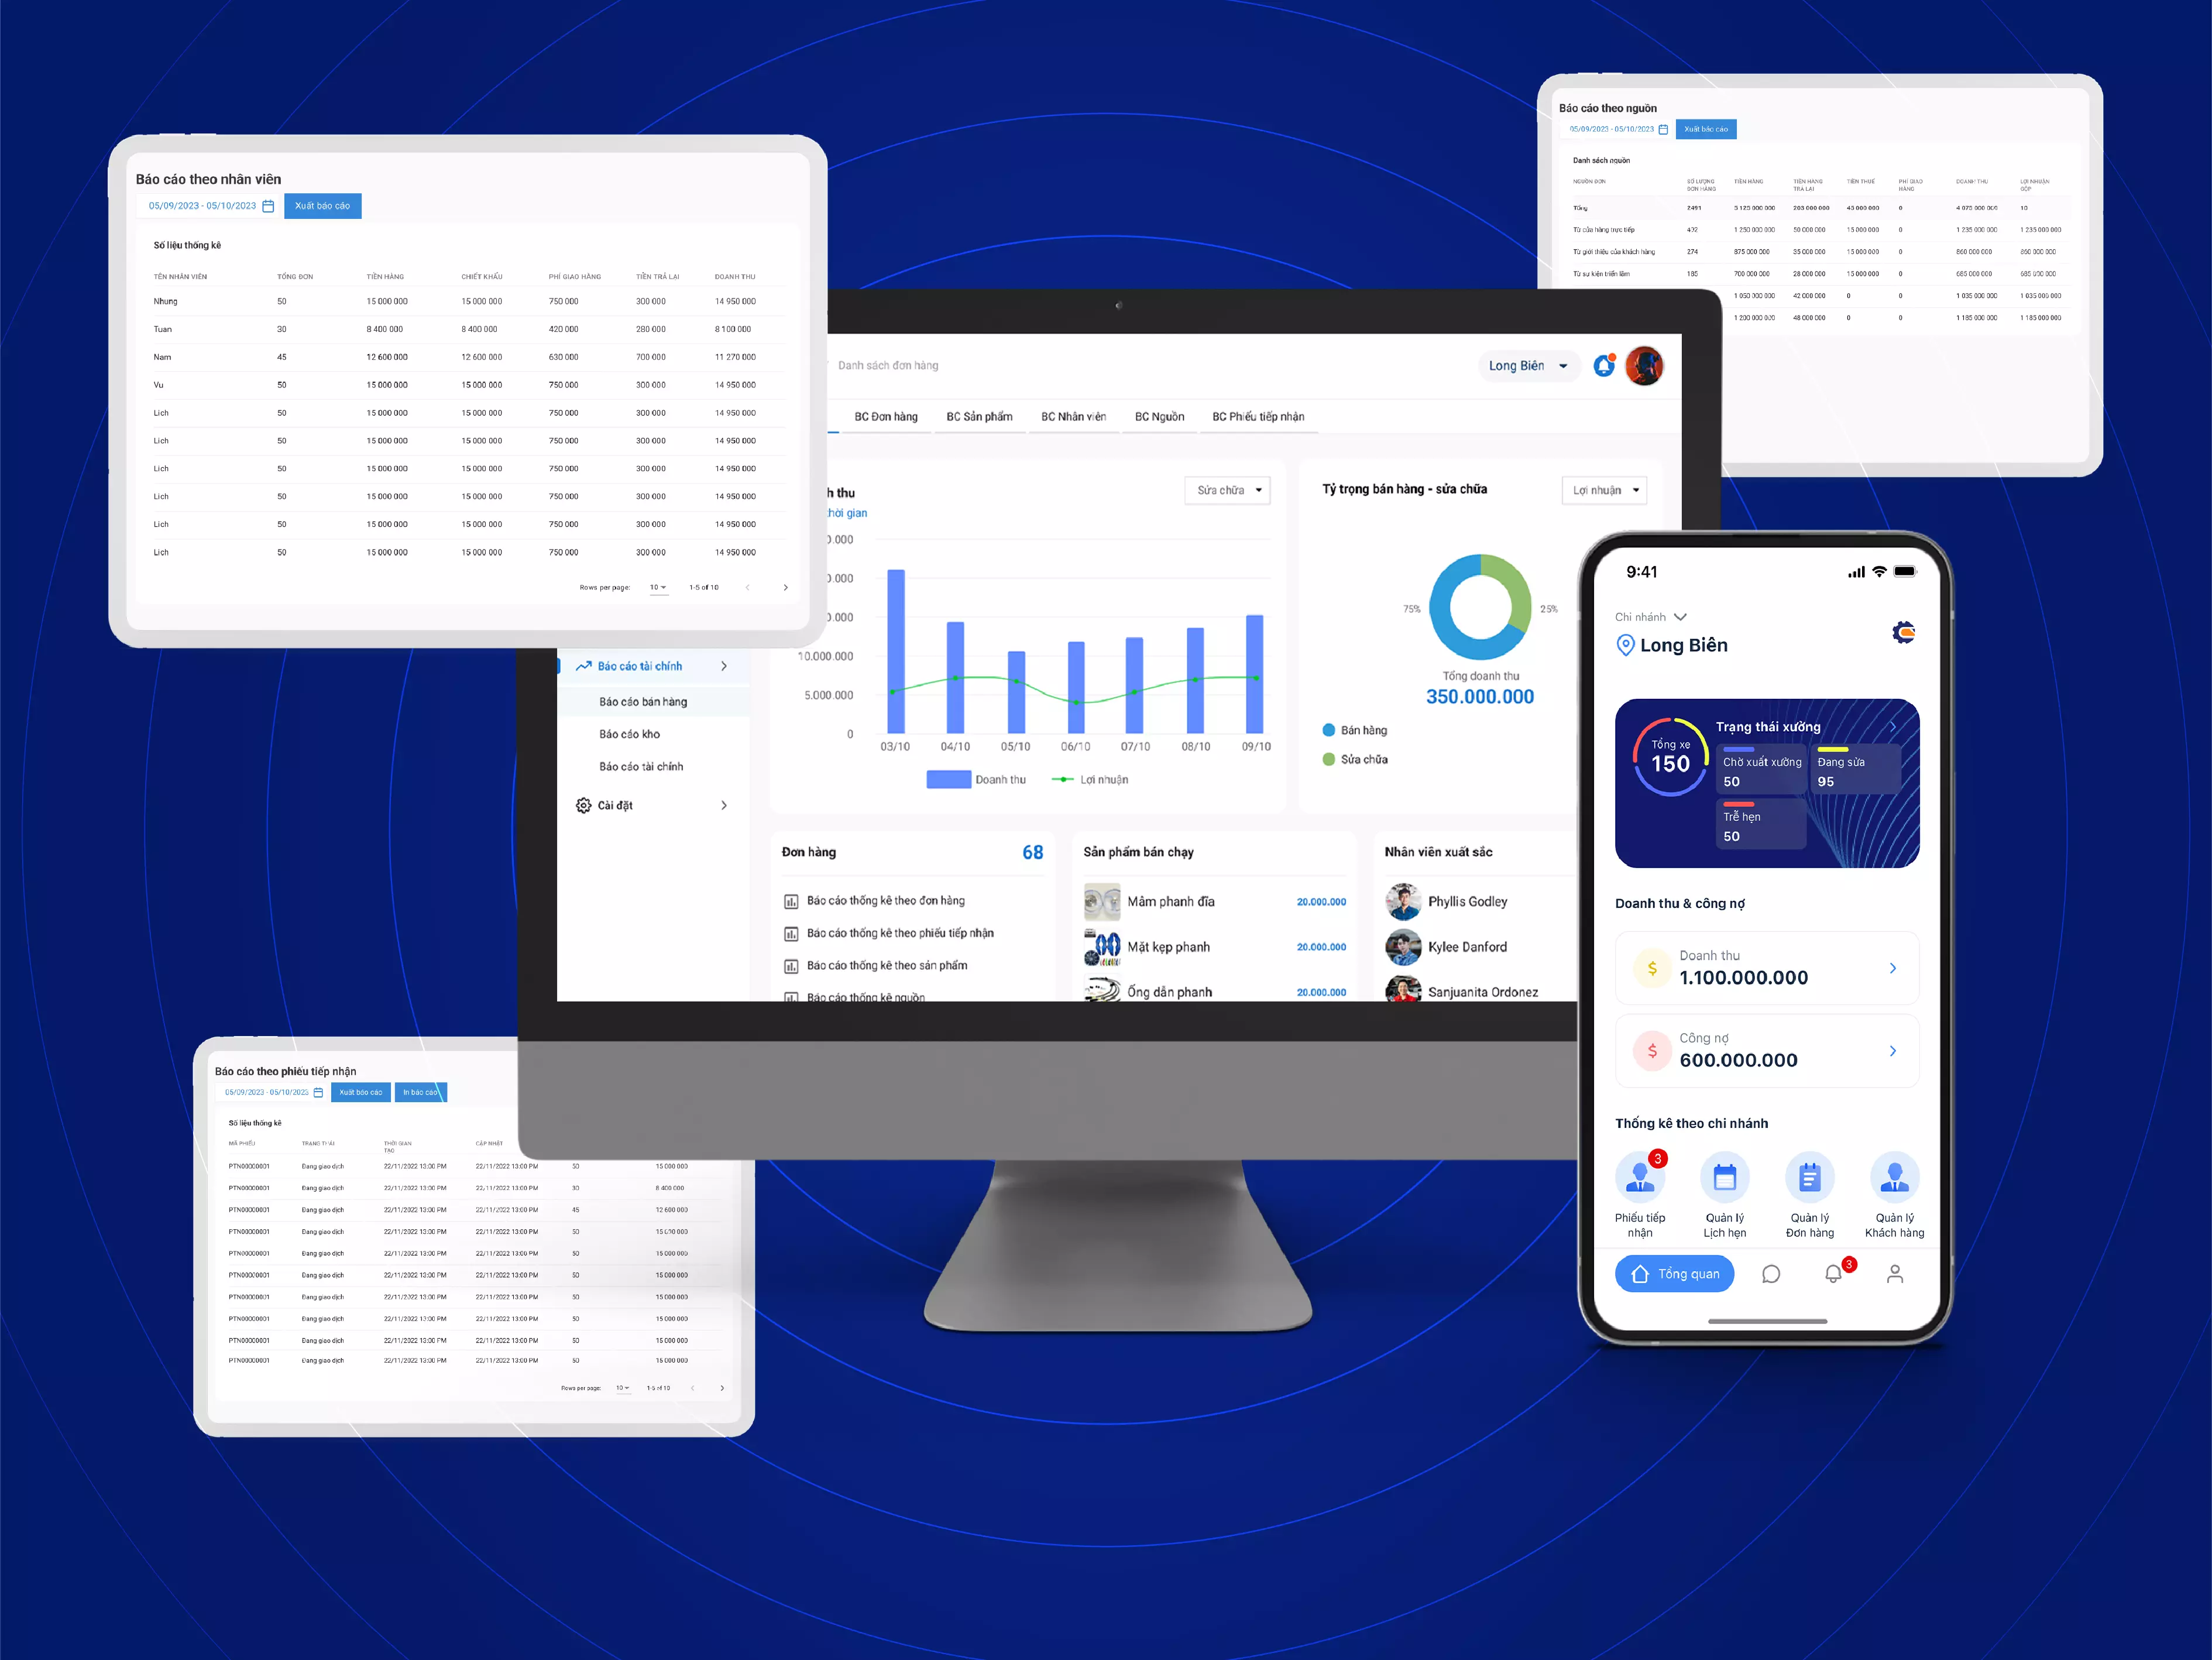 Báo cáo theo nhân viên
05/09/2023 - 05/10/2023 Xuất báo cáo
Số liệu thống kê
TÊN NHÂN VIÊN TỔNG ĐƠN TIỀN HÀNG CHIẾT KHẤU PHÍ GIAO HÀNG TIỀN TRẢ LẠI DOANH THU
Nhung 50 15 000 000 15 000 000 750 000 300 000 14 950 000
Tuan 30 8 400 000 8 400 000 420 000 280 000 8 100 000
Nam 45 12 600 000 12 600 000 630 000 700 000 11 270 000
Vu 50 15 000 000 15 000 000 750 000 300 000 14 950 000
Lich 50 15 000 000 15 000 000 750 000 300 000 14 950 000
Lich 50 15 000 000 15 000 000 750 000 300 000 14 950 000
Lich 50 15 000 000 15 000 000 750 000 300 000 14 950 000
Lich 50 15 000 000 15 000 000 750 000 300 000 14 950 000
Lich 50 15 000 000 15 000 000 750 000 300 000 14 950 000
Lich 50 15 000 000 15 000 000 750 000 300 000 14 950 000
Rows per page: 10 1-5 of 10
Báo cáo theo nguồn
05/09/2023 - 05/10/2023 Xuất báo cáo
Danh sách nguồn
NGUỒN ĐƠN SỐ LƯỢNG ĐƠN HÀNG TIỀN HÀNG TIỀN HÀNG TRẢ LẠI TIỀN THUẾ PHÍ GIAO HÀNG DOANH THU LỢI NHUẬN GỘP
Tổng 2491 203 000 000 45 000 000 0 10
Từ cửa hàng trực tiếp 1 250 000 000 50 000 000 15 000 000 0 1 235 000 000 1 235 000 000
Từ giới thiệu của khách hàng 274 875 000 000 35 000 000 15 000 000 0 860 000 000 860 000 000
Từ sự kiện triển lãm 185 700 000 000 28 000 000 15 000 000 0 685 000 000 685 000 000
1 050 000 000 42 000 000 0 0 1 035 000 000 1 035 000 000
1 200 000 000 48 000 000 0 0 1 185 000 000 1 185 000 000
Danh sách đơn hàng
Long Biên
BC Đơn hàng BC Sản phẩm BC Nhân viên BC Nguồn BC Phiếu tiếp nhận
thu
thời gian
Sửa chữa
10.000.000
5.000.000
0
03/10 04/10 05/10 06/10 07/10 08/10 09/10
Doanh thu Lợi nhuận
Tỷ trọng bán hàng - sửa chữa
Lợi nhuận
75% 25%
Tổng doanh thu
350.000.000
Bán hàng
Sửa chữa
Báo cáo tài chính
Báo cáo bán hàng
Báo cáo kho
Báo cáo tài chính
Cài đặt
Đơn hàng 68
Báo cáo thống kê theo đơn hàng
Báo cáo thống kê theo phiếu tiếp nhận
Báo cáo thống kê theo sản phẩm
Báo cáo thống kê nguồn
Sản phẩm bán chạy
Mâm phanh đĩa 20.000.000
Mặt kẹp phanh 20.000.000
Ống dẫn phanh 20.000.000
Nhân viên xuất sắc
Phyllis Godley
Kylee Danford
Sanjuanita Ordonez
9:41
Chi nhánh
Long Biên
Tổng xe
150
Trạng thái xưởng
Chờ xuất xưởng
50
Đang sửa
95
Trễ hẹn
50
Doanh thu & công nợ
Doanh thu
1.100.000.000
Công nợ
600.000.000
Thống kê theo chi nhánh
3
Phiếu tiếp nhận
Quản lý Lịch hẹn
Quản lý Đơn hàng
Quản lý Khách hàng
Tổng quan
3
Báo cáo theo phiếu tiếp nhận
05/09/2023 - 05/10/2023 Xuất báo cáo In báo cáo
Số liệu thống kê
MÃ PHIẾU TRẠNG THÁI THỜI GIAN TẠO CẬP NHẬT
PTN00000001 Đang giao dịch 22/11/2022 13:00 PM 22/11/2022 13:00 PM 50 15 000 000
PTN00000001 Đang giao dịch 22/11/2022 13:00 PM 22/11/2022 13:00 PM 30 8 400 000
PTN00000001 Đang giao dịch 22/11/2022 13:00 PM 22/11/2022 13:00 PM 45 12 600 000
PTN00000001 Đang giao dịch 22/11/2022 13:00 PM 22/11/2022 13:00 PM 50 15 000 000
PTN00000001 Đang giao dịch 22/11/2022 13:00 PM 22/11/2022 13:00 PM 50 15 000 000
PTN00000001 Đang giao dịch 22/11/2022 13:00 PM 22/11/2022 13:00 PM 50 15 000 000
PTN00000001 Đang giao dịch 22/11/2022 13:00 PM 22/11/2022 13:00 PM 50 15 000 000
PTN00000001 Đang giao dịch 22/11/2022 13:00 PM 22/11/2022 13:00 PM 50 15 000 000
PTN00000001 Đang giao dịch 22/11/2022 13:00 PM 22/11/2022 13:00 PM 50 15 000 000
PTN00000001 Đang giao dịch 22/11/2022 13:00 PM 22/11/2022 13:00 PM 50 15 000 000
Rows per page: 10 1-5 of 10